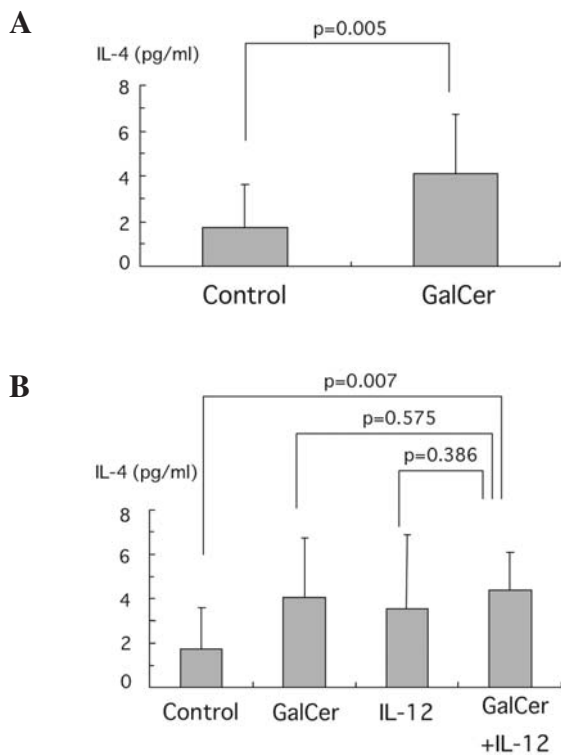 A
p=0.005
IL-4 (pg/ml)
8
6
4
2
0
Control GalCer
B
p=0.007
p=0.575
p=0.386
IL-4 (pg/ml)
8
6
4
2
0
Control GalCer IL-12 GalCer
+IL-12